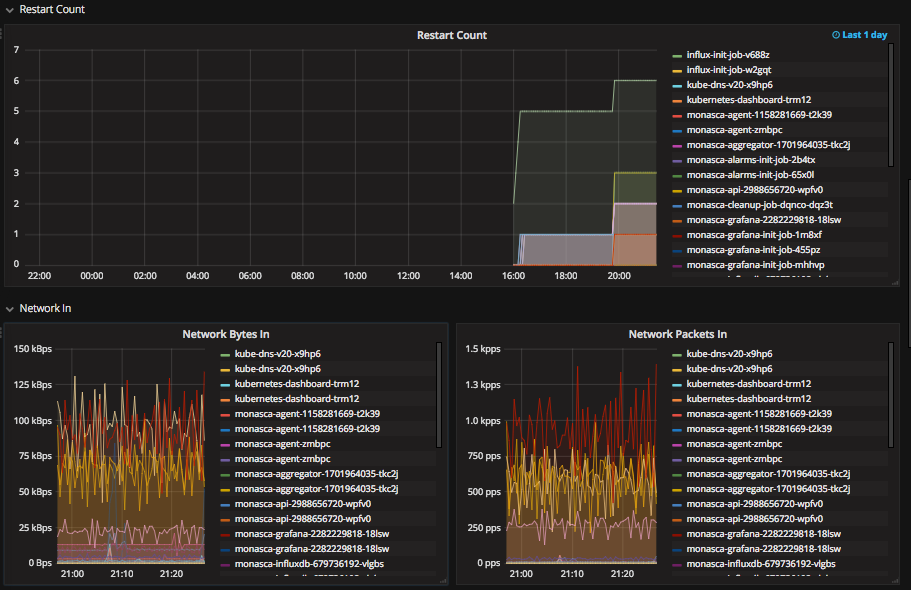 Restart Count
Restart Count
Last 1 day
7
6
5
4
3
2
1
0
22:00 00:00 02:00 04:00 06:00 08:00 10:00 12:00 14:00 16:00 18:00 20:00
influx-init-job-v688z
influx-init-job-w2gqt
kube-dns-v20-x9hp6
kubernetes-dashboard-trm12
monasca-agent-1158281669-t2k39
monasca-agent-zmbpc
monasca-aggregator-1701964035-tkc2j
monasca-alarms-init-job-2b4tx
monasca-alarms-init-job-65x0l
monasca-api-2988656720-wpfv0
monasca-cleanup-job-dqnco-dqz3t
monasca-grafana-2282229818-18lsw
monasca-grafana-init-job-1m8xf
monasca-grafana-init-job-455pz
monasca-grafana-init-job-mhhvp
Network In
Network Bytes In
150 kBps
125 kBps
100 kBps
75 kBps
50 kBps
25 kBps
0 Bps
21:00 21:10 21:20
kube-dns-v20-x9hp6
kube-dns-v20-x9hp6
kubernetes-dashboard-trm12
kubernetes-dashboard-trm12
monasca-agent-1158281669-t2k39
monasca-agent-1158281669-t2k39
monasca-agent-zmbpc
monasca-agent-zmbpc
monasca-aggregator-1701964035-tkc2j
monasca-aggregator-1701964035-tkc2j
monasca-api-2988656720-wpfv0
monasca-api-2988656720-wpfv0
monasca-grafana-2282229818-18lsw
monasca-grafana-2282229818-18lsw
monasca-influxdb-679736192-vlgbs
Network Packets In
1.5 kpps
1.3 kpps
1.0 kpps
750 pps
500 pps
250 pps
0 pps
21:00 21:10 21:20
kube-dns-v20-x9hp6
kube-dns-v20-x9hp6
kubernetes-dashboard-trm12
kubernetes-dashboard-trm12
monasca-agent-1158281669-t2k39
monasca-agent-1158281669-t2k39
monasca-agent-zmbpc
monasca-agent-zmbpc
monasca-aggregator-1701964035-tkc2j
monasca-aggregator-1701964035-tkc2j
monasca-api-2988656720-wpfv0
monasca-api-2988656720-wpfv0
monasca-grafana-2282229818-18lsw
monasca-grafana-2282229818-18lsw
monasca-influxdb-679736192-vlgbs